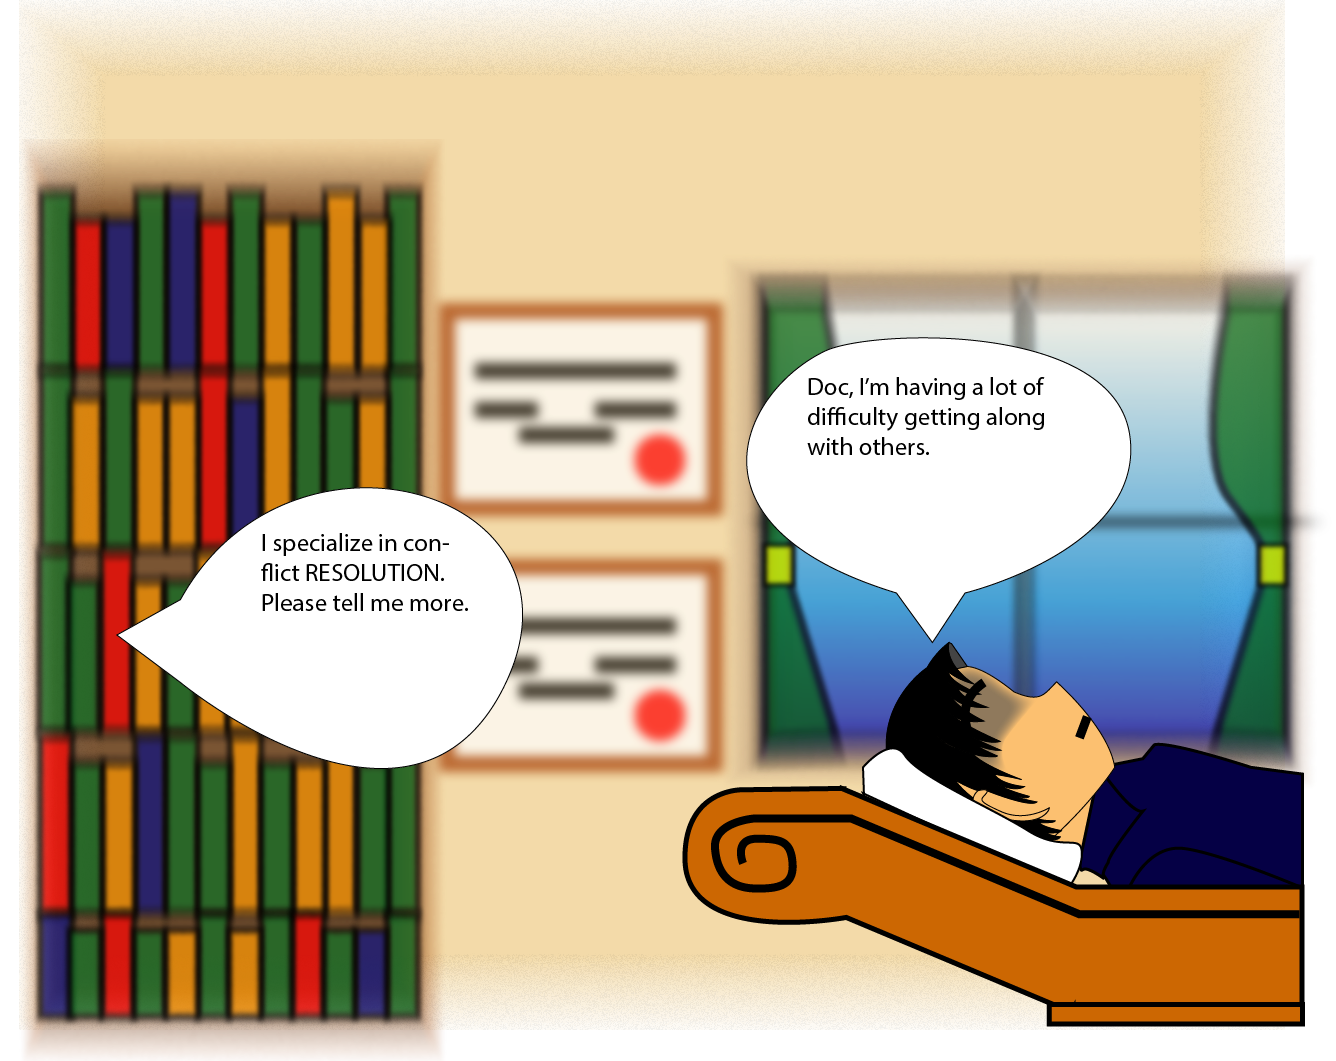 Doc, I'm having a lot of
difficulty getting along
with others.
I specialize in con-
flict RESOLUTION.
Please tell me more.